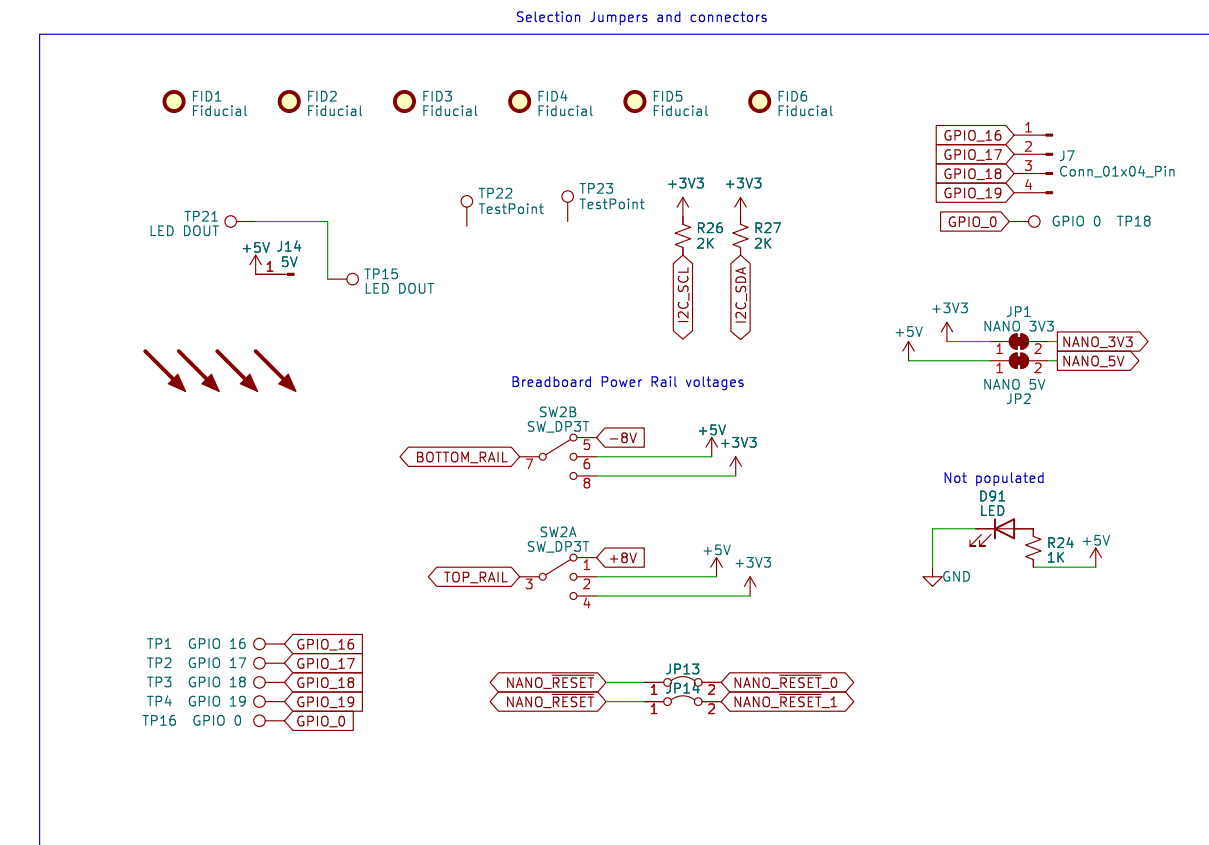 Selection Jumpers and connectors
FID1
Fiducial
FID2
Fiducial
FID3
Fiducial
FID4
Fiducial
FID5
Fiducial
FID6
Fiducial
GPIO_16 1
GPIO_17 2
GPIO_18 3
GPIO_19 4
J7
Conn_01x04_Pin
GPIO_0 GPIO 0 TP18
TP21
LED DOUT
+5V J14
1 5V
TP15
LED DOUT
TP22
TestPoint
TP23
TestPoint
+3V3
R26
2K
I2C_SCL
+3V3
R27
2K
I2C_SDA
+3V3
+5V
JP1
NANO 3V3
1 2 NANO_3V3
1 2 NANO_5V
NANO 5V
JP2
Breadboard Power Rail voltages
SW2B
SW_DP3T
BOTTOM_RAIL 7
5 -8V
6 +5V
8 +3V3
SW2A
SW_DP3T
TOP_RAIL 3
1 +8V
2 +5V
4 +3V3
Not populated
D91
LED
R24
1K
+5V
GND
TP1 GPIO 16 GPIO_16
TP2 GPIO 17 GPIO_17
TP3 GPIO 18 GPIO_18
TP4 GPIO 19 GPIO_19
TP16 GPIO 0 GPIO_0
JP13
NANO_RESET 1 2 NANO_RESET_0
JP14
NANO_RESET 1 2 NANO_RESET_1